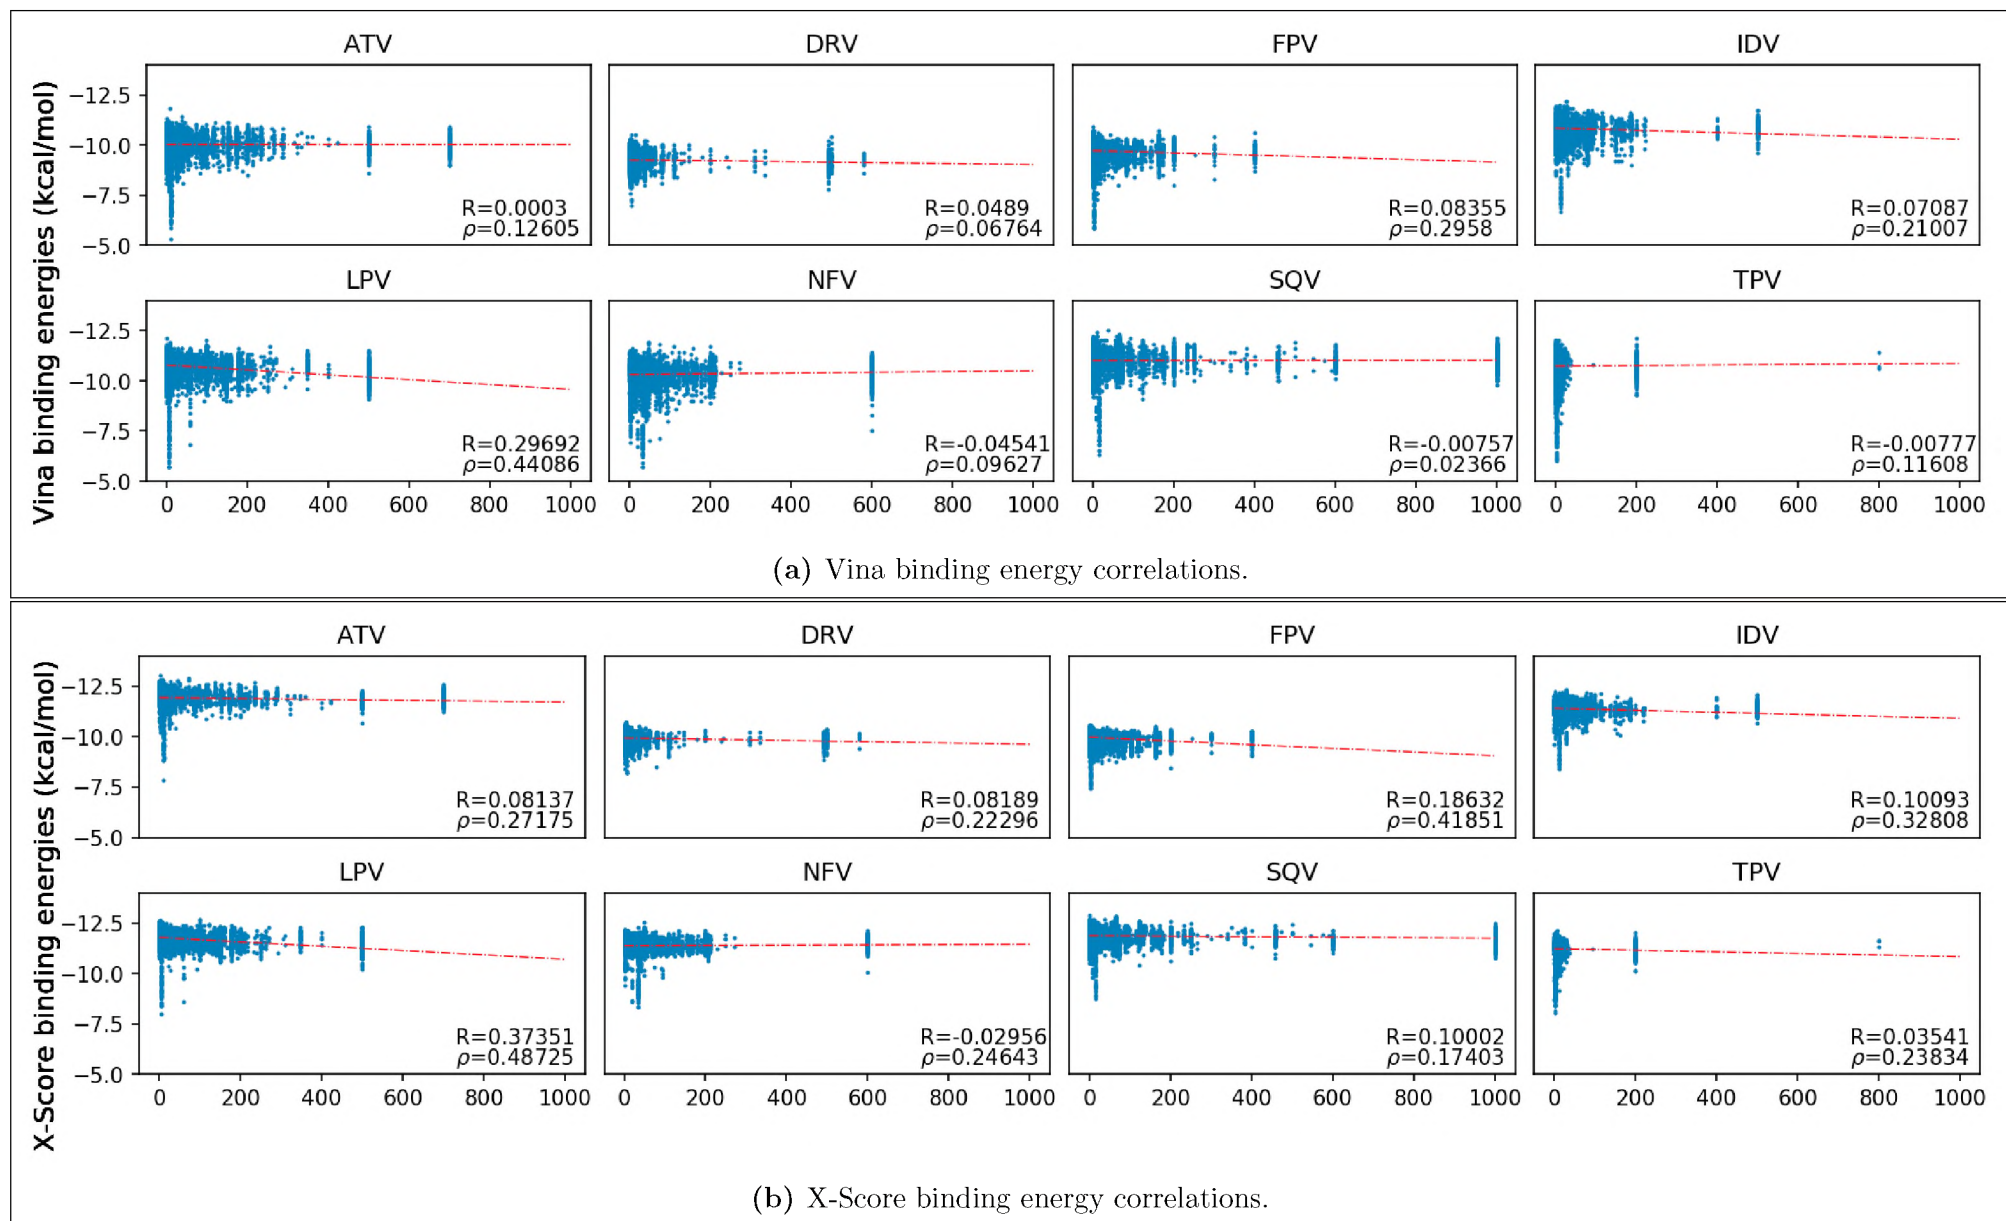 ATV DRV FPV IDV
Vina binding energies (kcal/mol)
−12.5
−10.0
−7.5
−5.0
R=0.0003
ρ=0.12605
R=0.0489
ρ=0.06764
R=0.08355
ρ=0.2958
R=0.07087
ρ=0.21007
LPV NFV SQV TPV
−12.5
−10.0
−7.5
−5.0
R=0.29692
ρ=0.44086
R=-0.04541
ρ=0.09627
R=-0.00757
ρ=0.02366
R=-0.00777
ρ=0.11608
0 200 400 600 800 1000 0 200 400 600 800 1000 0 200 400 600 800 1000 0 200 400 600 800 1000
(a) Vina binding energy correlations.
ATV DRV FPV IDV
X-Score binding energies (kcal/mol)
−12.5
−10.0
−7.5
−5.0
R=0.08137
ρ=0.27175
R=0.08189
ρ=0.22296
R=0.18632
ρ=0.41851
R=0.10093
ρ=0.32808
LPV NFV SQV TPV
−12.5
−10.0
−7.5
−5.0
R=0.37351
ρ=0.48725
R=-0.02956
ρ=0.24643
R=0.10002
ρ=0.17403
R=0.03541
ρ=0.23834
0 200 400 600 800 1000 0 200 400 600 800 1000 0 200 400 600 800 1000 0 200 400 600 800 1000
(b) X-Score binding energy correlations.